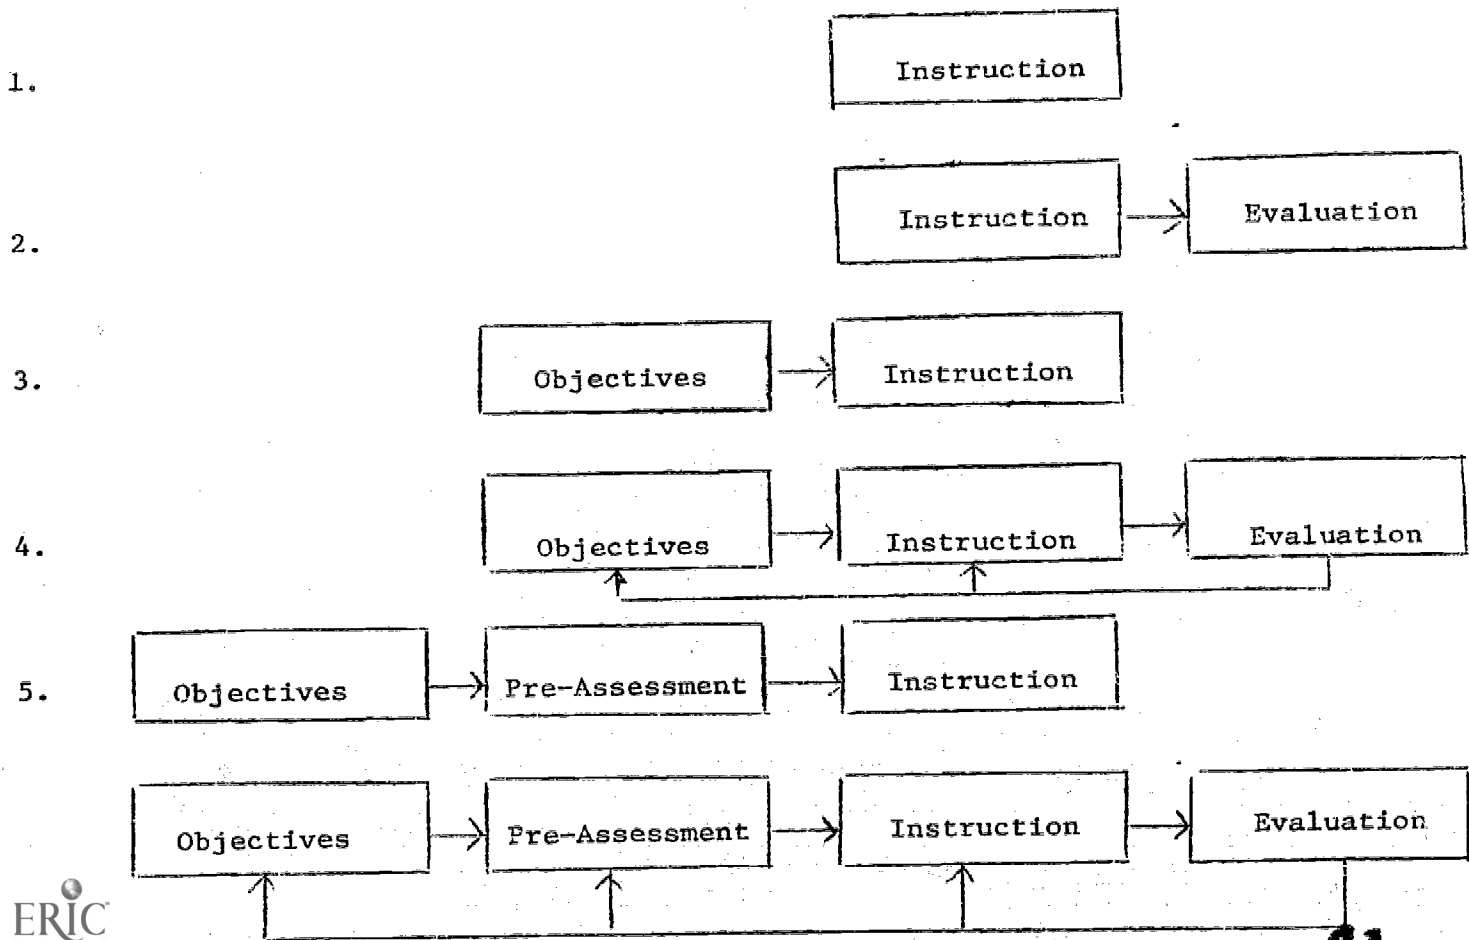 1.
Instruction
2.
Instruction Evaluation
3.
Objectives Instruction
4.
Objectives Instruction Evaluation
5.
Objectives Pre-Assessment Instruction
Objectives Pre-Assessment Instruction Evaluation
ERIC